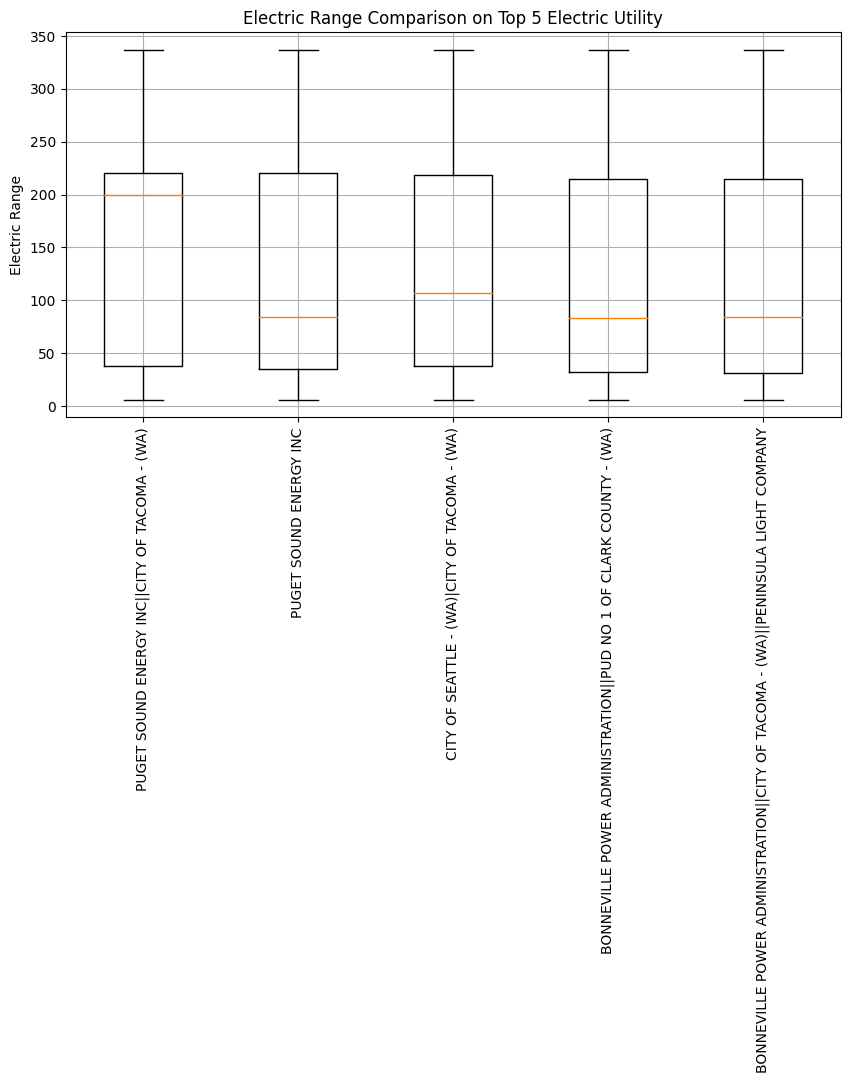 Electric Range Comparison on Top 5 Electric Utility
350
300
250
200
150
100
50
0
Electric Range
PUGET SOUND ENERGY INC||CITY OF TACOMA - (WA)
PUGET SOUND ENERGY INC
CITY OF SEATTLE - (WA)|CITY OF TACOMA - (WA)
BONNEVILLE POWER ADMINISTRATION||PUD NO 1 OF CLARK COUNTY - (WA)
BONNEVILLE POWER ADMINISTRATION||CITY OF TACOMA - (WA)||PENINSULA LIGHT COMPANY